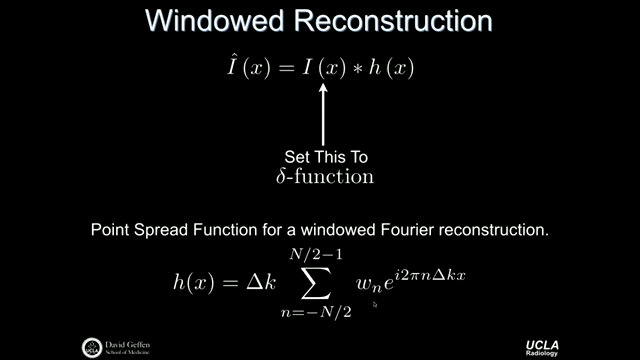 Windowed Reconstruction
Î (x) = I (x) ∗ h (x)
Set This To
δ-function
Point Spread Function for a windowed Fourier reconstruction.
h(x) = Δk ∑_{n=−N/2}^{N/2−1} w_n e^{i2πnΔkx}
UCLA
David Geffen
School of Medicine
UCLA
Radiology